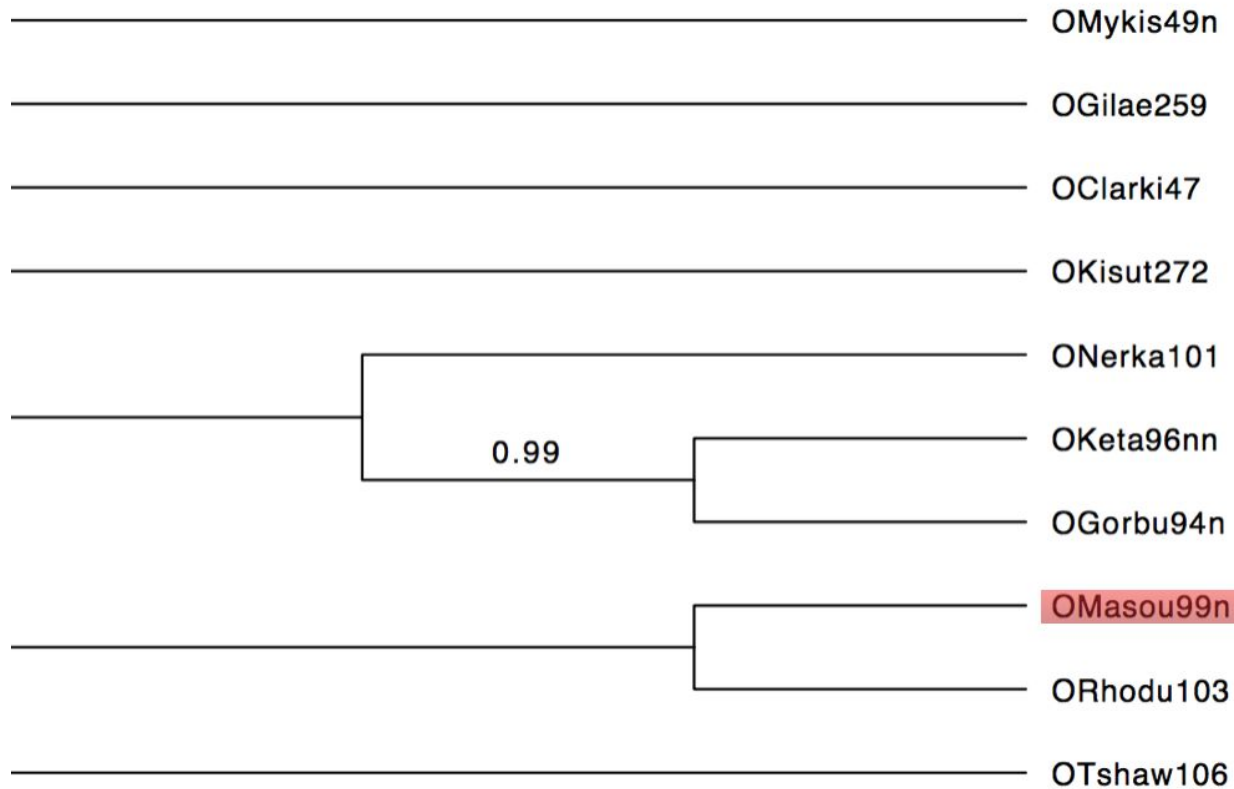 OMykis49n
OGilae259
OClarki47
OKisut272
ONerka101
0.99
OKeta96nn
OGorbu94n
OMasou99n
ORhodu103
OTshaw106